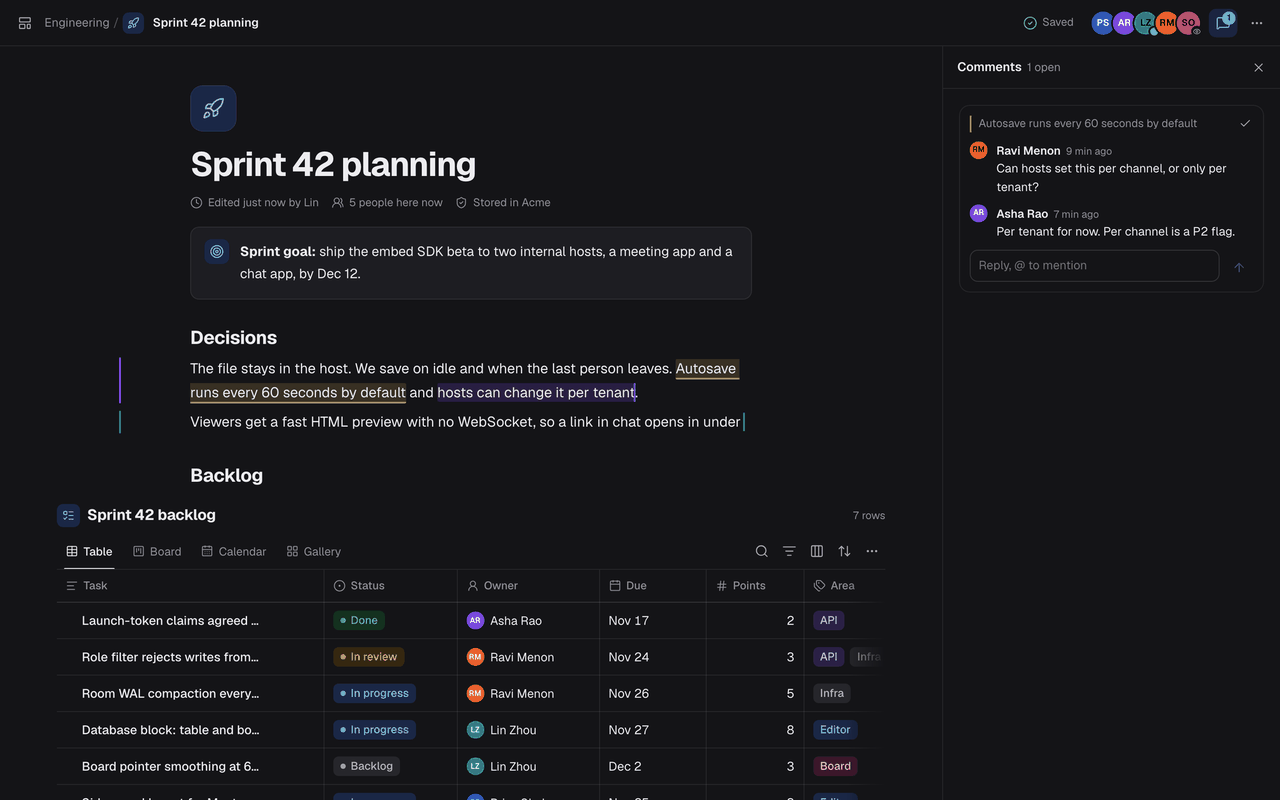 Engineering / Sprint 42 planning
Saved
PS AR LZ RM SO
1
Sprint 42 planning
Edited just now by Lin 5 people here now Stored in Acme
Sprint goal: ship the embed SDK beta to two internal hosts, a meeting app and a
chat app, by Dec 12.
Decisions
The file stays in the host. We save on idle and when the last person leaves. Autosave
runs every 60 seconds by default and hosts can change it per tenant.
Viewers get a fast HTML preview with no WebSocket, so a link in chat opens in under
Backlog
Sprint 42 backlog
7 rows
Table Board Calendar Gallery
Task Status Owner Due Points Area
Launch-token claims agreed … Done AR Asha Rao Nov 17 2 API
Role filter rejects writes from… In review RM Ravi Menon Nov 24 3 API Infra
Room WAL compaction every… In progress RM Ravi Menon Nov 26 5 Infra
Database block: table and bo… In progress LZ Lin Zhou Nov 27 8 Editor
Board pointer smoothing at 6… Backlog LZ Lin Zhou Dec 2 3 Board
Comments 1 open
Autosave runs every 60 seconds by default
RM Ravi Menon 9 min ago
Can hosts set this per channel, or only per
tenant?
AR Asha Rao 7 min ago
Per tenant for now. Per channel is a P2 flag.
Reply, @ to mention